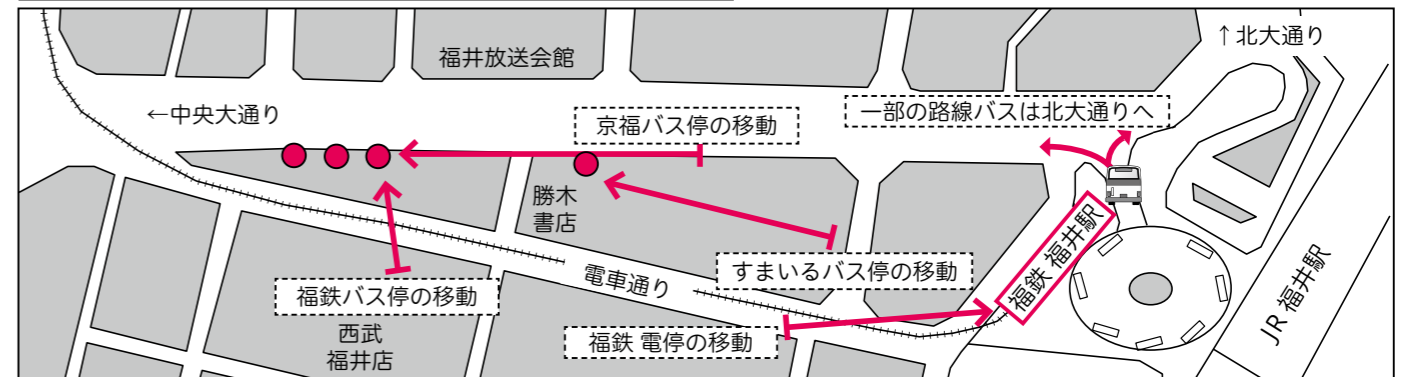 ↑北大通り
福井放送会館
一部の路線バスは北大通りへ
←中央大通り
京福バス停の移動
勝木
書店
福鉄 福井駅
すまいるバス停の移動
電車通り
福鉄バス停の移動
JR 福井駅
西武
福井店
福鉄 電停の移動